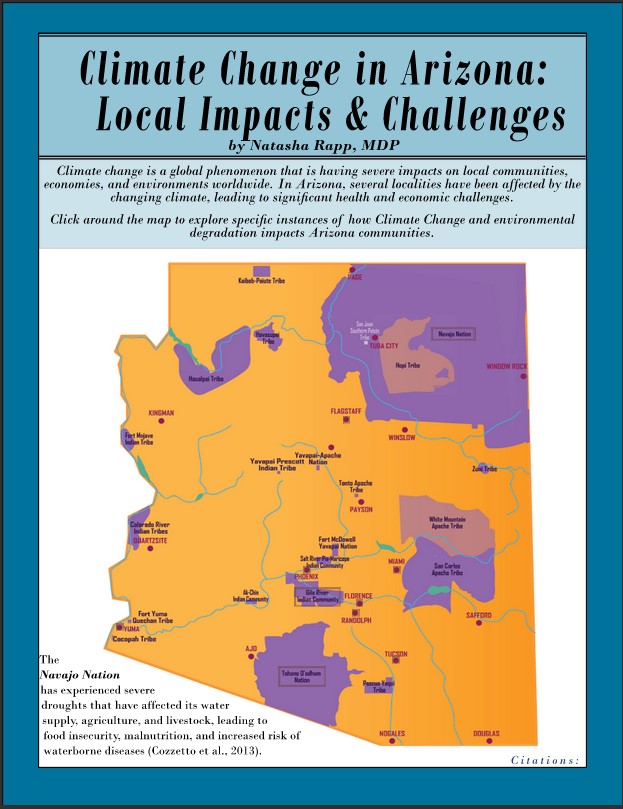 Climate Change in Arizona:
Local Impacts & Challenges
by Natasha Rapp, MDP
Climate change is a global phenomenon that is having severe impacts on local communities,
economies, and environments worldwide. In Arizona, several localities have been affected by the
changing climate, leading to significant health and economic challenges.
Click around the map to explore specific instances of how Climate Change and environmental
degradation impacts Arizona communities.
PAGE
Kaibab-Paiute Tribe
San Juan
Southern Paiute
Tribe
Navajo Nation
Havasupai
Tribe
TUBA CITY
Hopi Tribe
WINDOW ROCK
Hualapai Tribe
KINGMAN
FLAGSTAFF
WINSLOW
Fort Mojave
Indian Tribe
Yavapai-Apache
Nation
Yavapai Prescott
Indian Tribe
Zuni Tribe
Tonto Apache
Tribe
PAYSON
White Mountain
Apache Tribe
Colorado River
Indian Tribes
QUARTZSITE
Fort McDowell
Yavapai Nation
Salt River Pia-Maricopa
Indian Community
MIAMI
San Carlos
Apache Tribe
PHOENIX
Ak-Chin
Indian Community
Gila River
Indian Community
FLORENCE
RANDOLPH
SAFFORD
Fort Yuma
Quechan Tribe
YUMA
Cocopah Tribe
AJO
TUCSON
Tohono O'odham
Nation
Pascua Yaqui
Tribe
NOGALES
DOUGLAS
The
Navajo Nation
has experienced severe
droughts that have affected its water
supply, agriculture, and livestock, leading to
food insecurity, malnutrition, and increased risk of
waterborne diseases (Cozzetto et al., 2013).
Citations: